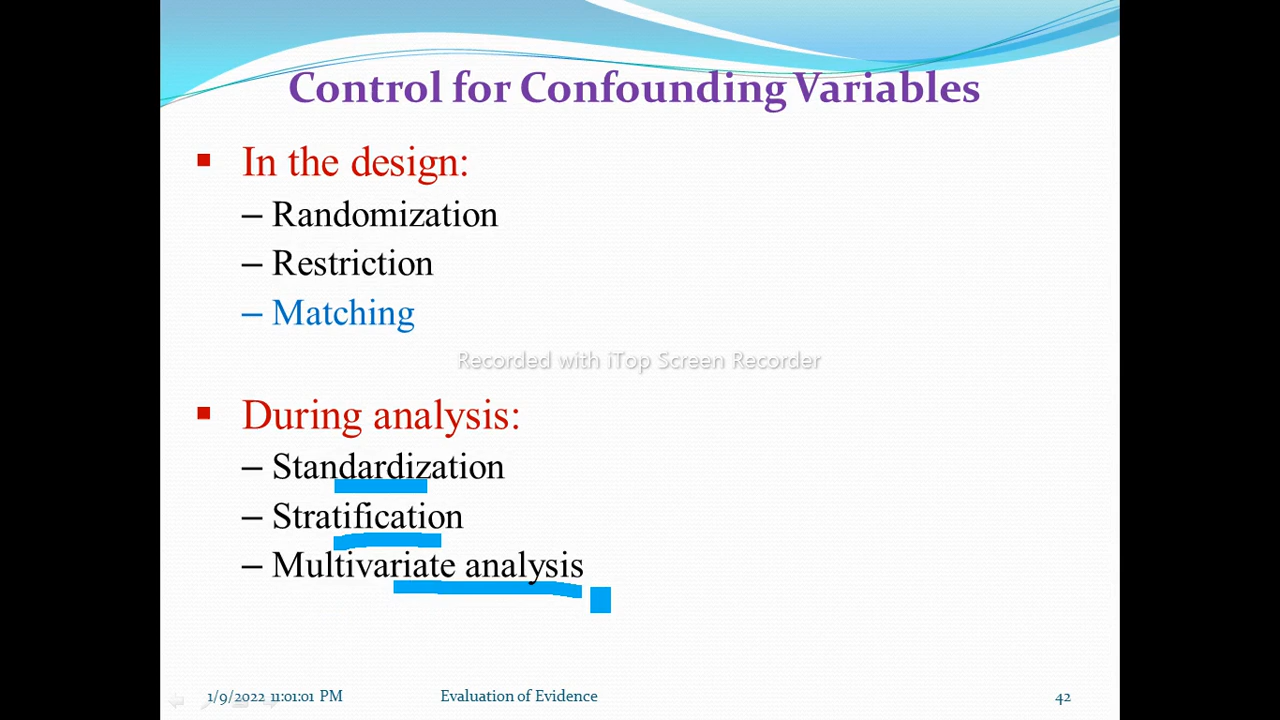 Control for Confounding Variables
▪ In the design:
– Randomization
– Restriction
– Matching
Recorded with iTop Screen Recorder
▪ During analysis:
– Standardization
– Stratification
– Multivariate analysis
1/9/2022 11:01:01 PM Evaluation of Evidence 42